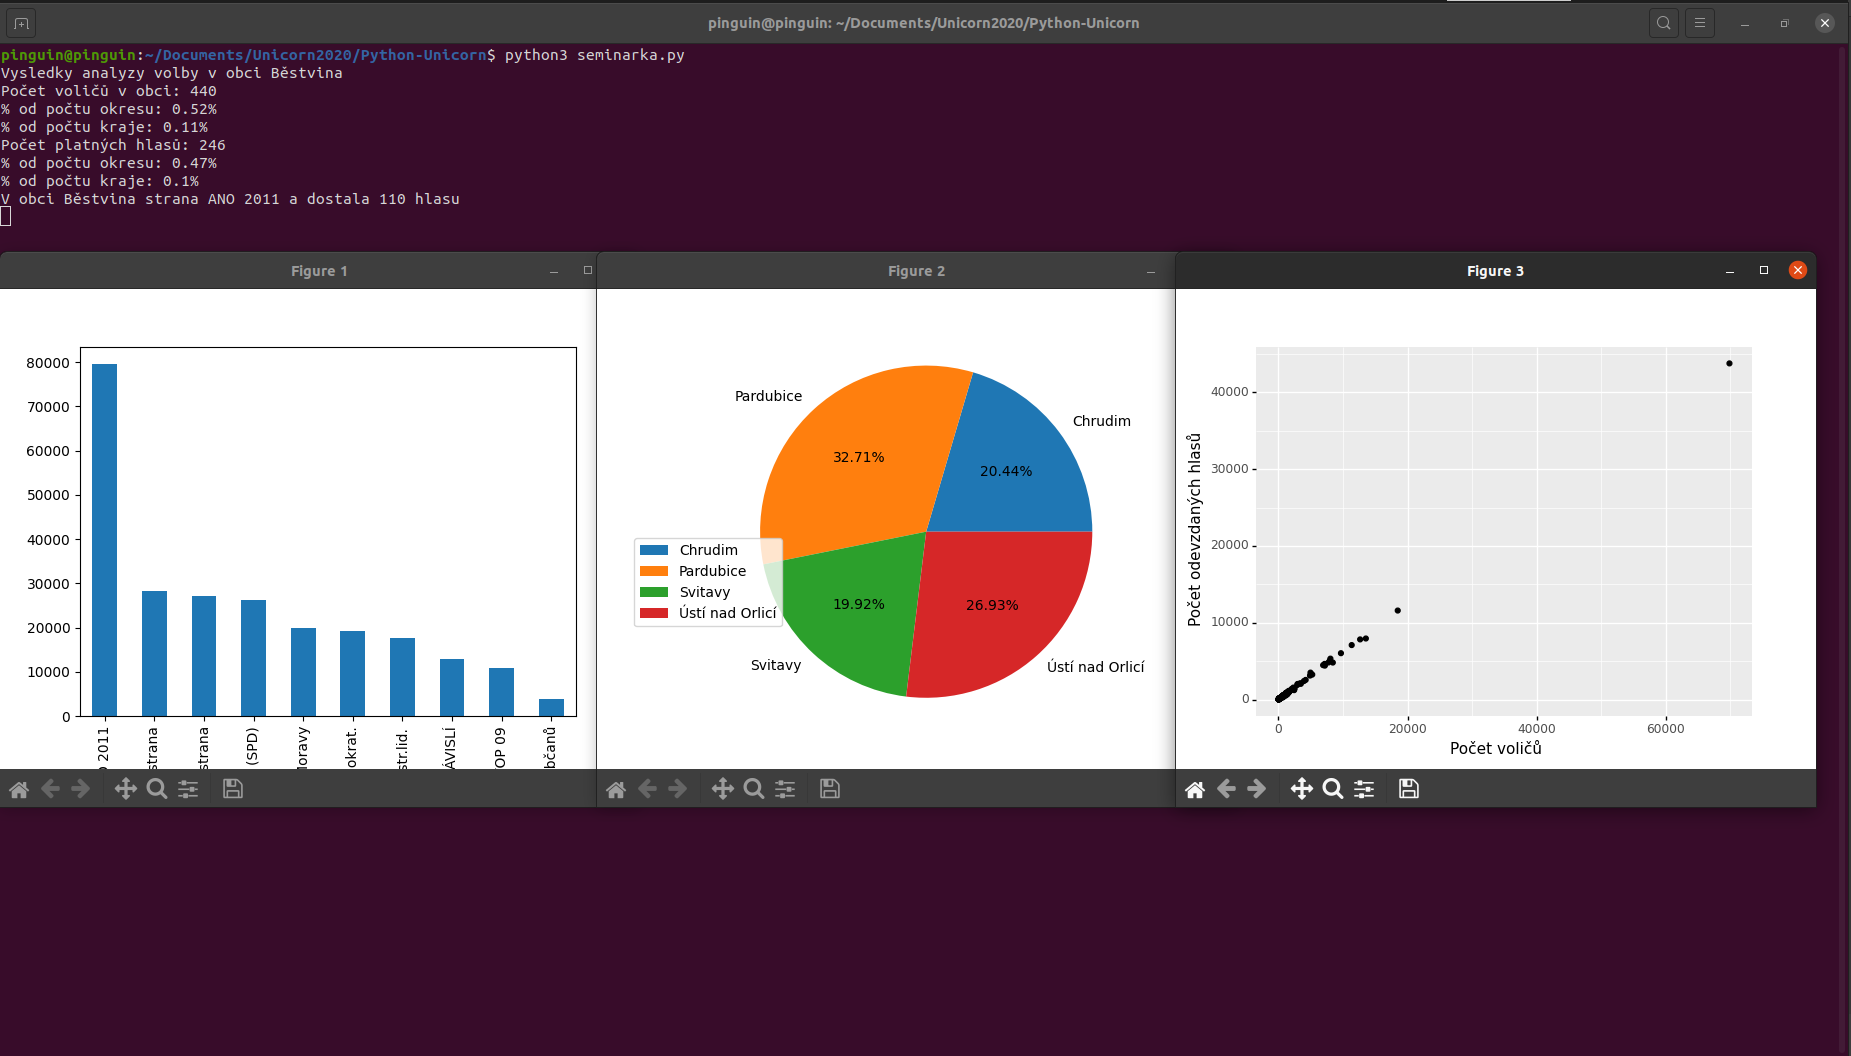 pinguin@pinguin: ~/Documents/Unicorn2020/Python-Unicorn
pinguin@pinguin:~/Documents/Unicorn2020/Python-Unicorn$ python3 seminarka.py
Vysledky analyzy volby v obci Běstvina
Počet voličů v obci: 440
% od počtu okresu: 0.52%
% od počtu kraje: 0.11%
Počet platných hlasů: 246
% od počtu okresu: 0.47%
% od počtu kraje: 0.1%
V obci Běstvina strana ANO 2011 a dostala 110 hlasu
Figure 1
80000
70000
60000
50000
40000
30000
20000
10000
0
2011
strana
strana
(SPD)
Moravy
okrat.
str.lid.
ÁVISLÍ
TOP 09
bčanů
Figure 2
Pardubice
Chrudim
32.71%
20.44%
Chrudim
Pardubice
Svitavy
Ústí nad Orlicí
19.92%
26.93%
Svitavy
Ústí nad Orlicí
Figure 3
Počet odevzdaných hlasů
40000
30000
20000
10000
0
0
20000
40000
60000
Počet voličů